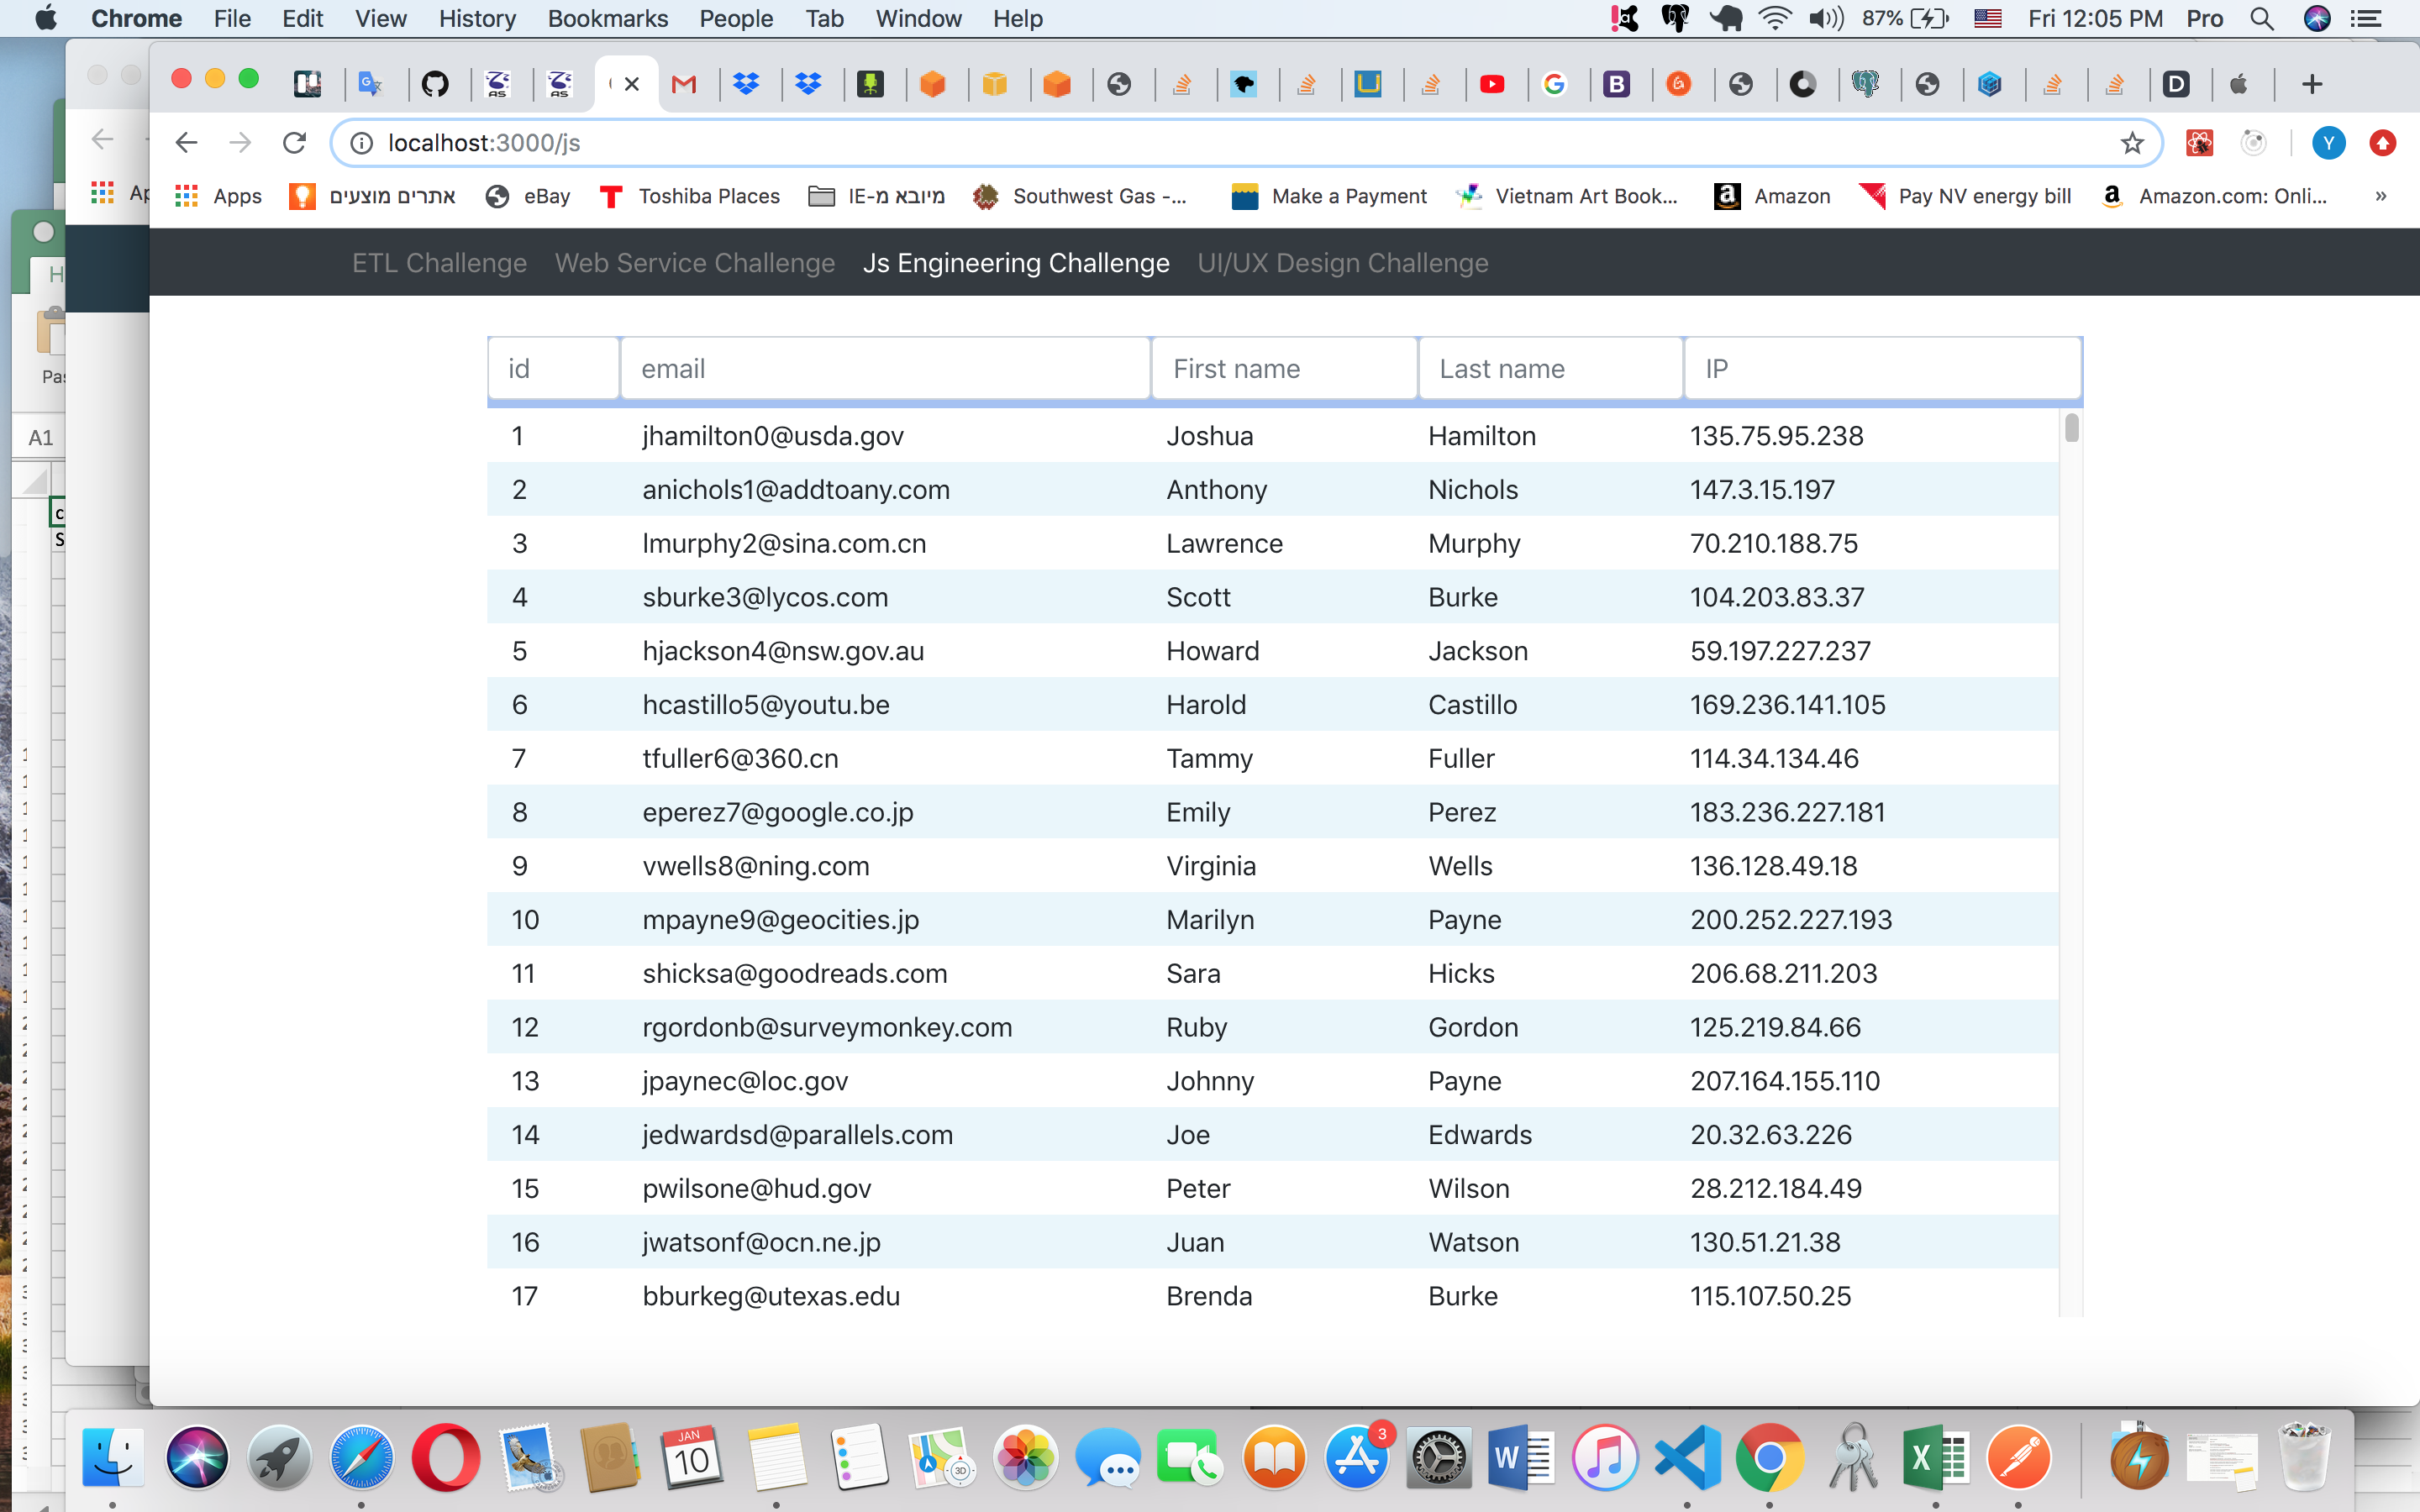 Chrome File Edit View History Bookmarks People Tab Window Help 87% Fri 12:05 PM Pro
localhost:3000/js
Apps אתרים מוצעים eBay Toshiba Places מיובא מ-IE Southwest Gas -... Make a Payment Vietnam Art Book... Amazon Pay NV energy bill Amazon.com: Onli... »
ETL Challenge Web Service Challenge Js Engineering Challenge UI/UX Design Challenge
id email First name Last name IP
1 jhamilton0@usda.gov Joshua Hamilton 135.75.95.238
2 anichols1@addtoany.com Anthony Nichols 147.3.15.197
3 lmurphy2@sina.com.cn Lawrence Murphy 70.210.188.75
4 sburke3@lycos.com Scott Burke 104.203.83.37
5 hjackson4@nsw.gov.au Howard Jackson 59.197.227.237
6 hcastillo5@youtu.be Harold Castillo 169.236.141.105
7 tfuller6@360.cn Tammy Fuller 114.34.134.46
8 eperez7@google.co.jp Emily Perez 183.236.227.181
9 vwells8@ning.com Virginia Wells 136.128.49.18
10 mpayne9@geocities.jp Marilyn Payne 200.252.227.193
11 shicksa@goodreads.com Sara Hicks 206.68.211.203
12 rgordonb@surveymonkey.com Ruby Gordon 125.219.84.66
13 jpaynec@loc.gov Johnny Payne 207.164.155.110
14 jedwardsd@parallels.com Joe Edwards 20.32.63.226
15 pwilsone@hud.gov Peter Wilson 28.212.184.49
16 jwatsonf@ocn.ne.jp Juan Watson 130.51.21.38
17 bburkeg@utexas.edu Brenda Burke 115.107.50.25
A1
JAN
10
3